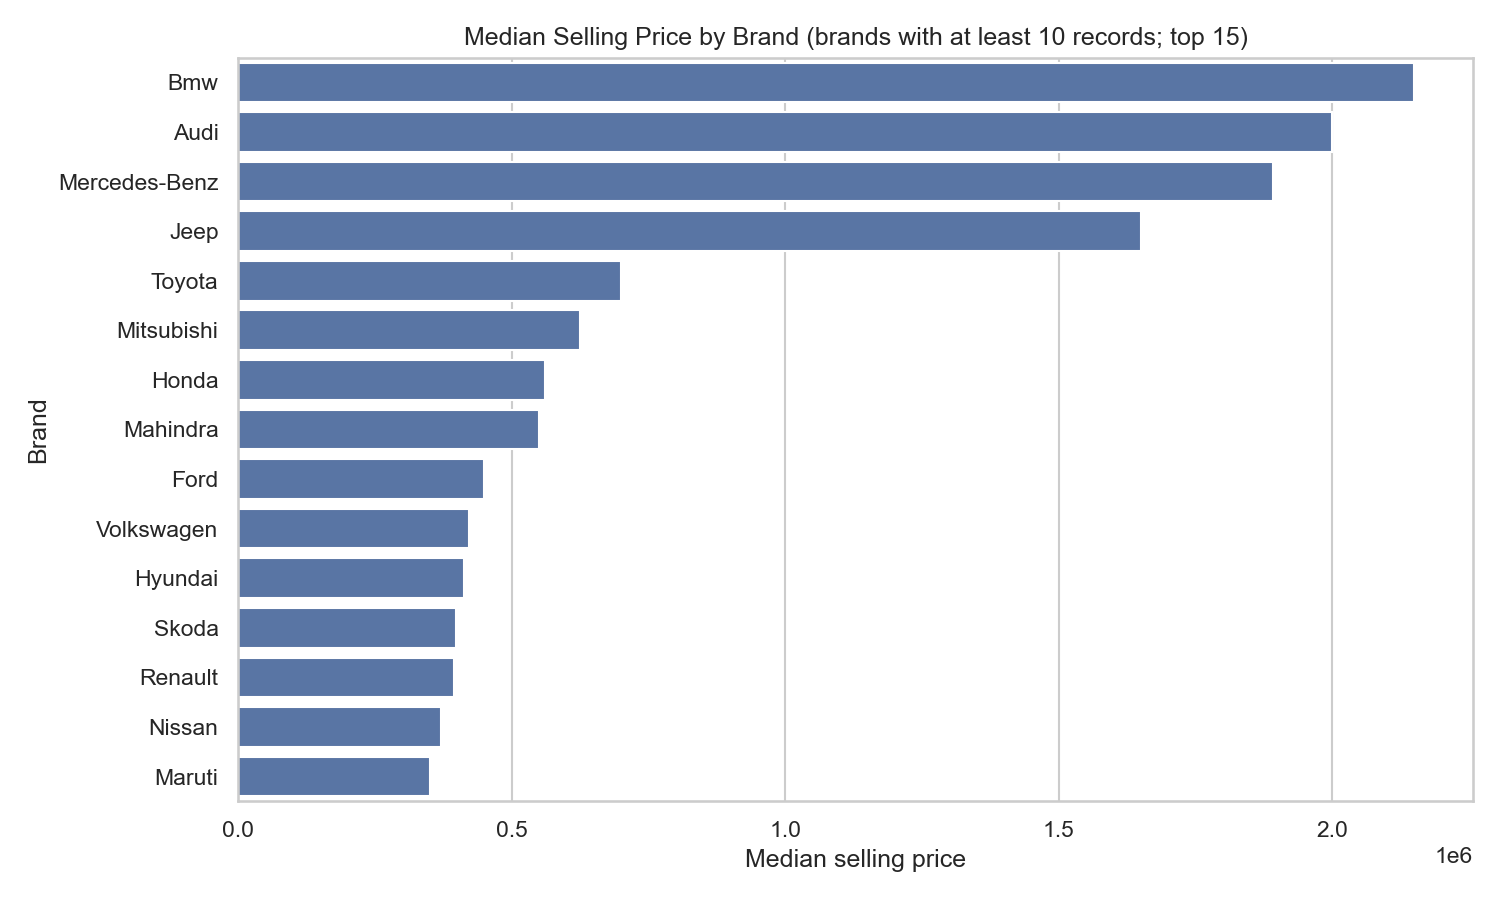 Median Selling Price by Brand (brands with at least 10 records; top 15)
Bmw
Audi
Mercedes-Benz
Jeep
Toyota
Mitsubishi
Honda
Mahindra
Ford
Volkswagen
Hyundai
Skoda
Renault
Nissan
Maruti
Brand
0.0 0.5 1.0 1.5 2.0
1e6
Median selling price